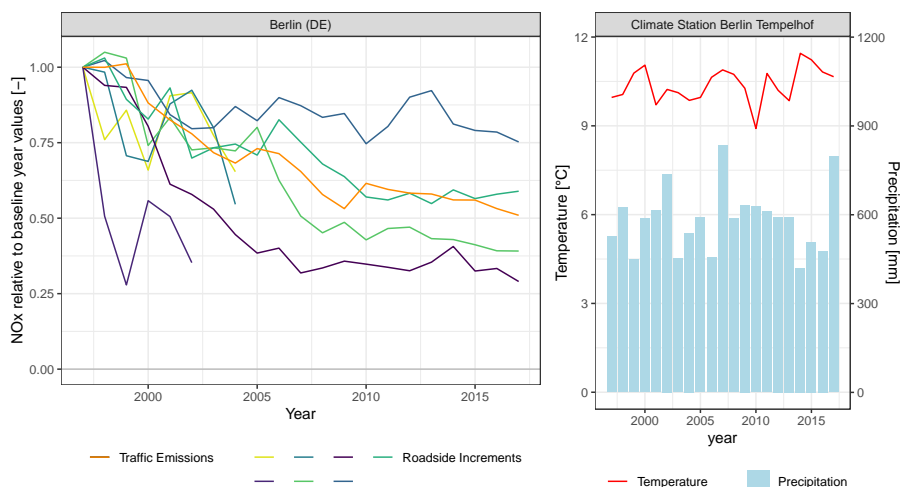 Berlin (DE)
NOx relative to baseline year values [–]
1.00
0.75
0.50
0.25
0.00
2000 2005 2010 2015
Year
Traffic Emissions Roadside Increments
Climate Station Berlin Tempelhof
Temperature [°C]
12
9
6
3
0
1200
900
600
300
0
Precipitation [mm]
2000 2005 2010 2015
year
Temperature Precipitation